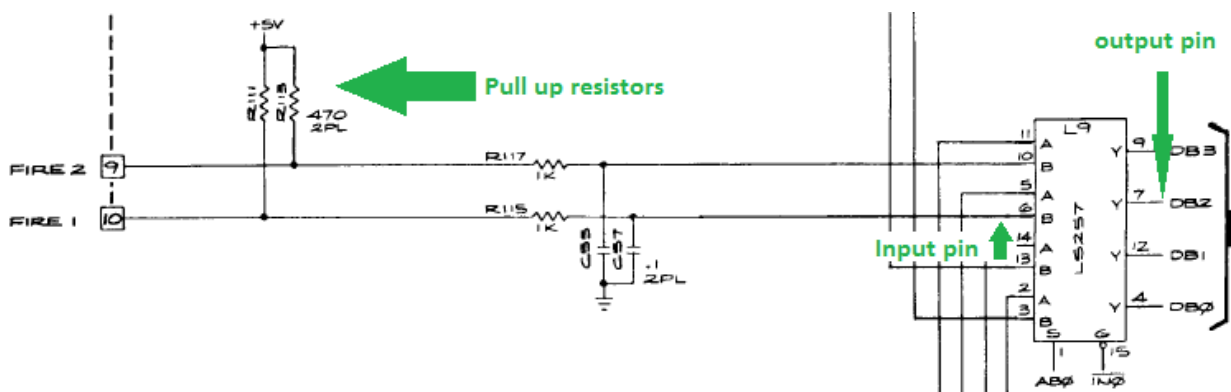 +5V
output pin
Pull up resistors
R111
R113
470
2PL
L9
FIRE 2
9
R117
1K
11
A
10
B
Y
9
DB3
5
A
7
Y
DB2
FIRE 1
10
R115
1K
6
B
Input pin
14
A
13
B
LS257
Y
12
DB1
C55
C57
.1
2PL
2
A
3
B
Y
4
DB0
S
G
1
15
AB0
IN0